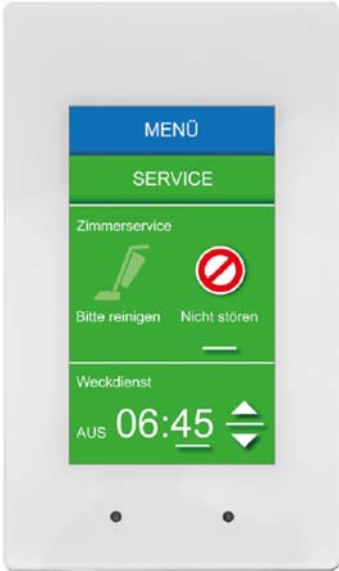 MENÜ
SERVICE
Zimmerservice
Bitte reinigen Nicht stören
Weckdienst
AUS 06:45